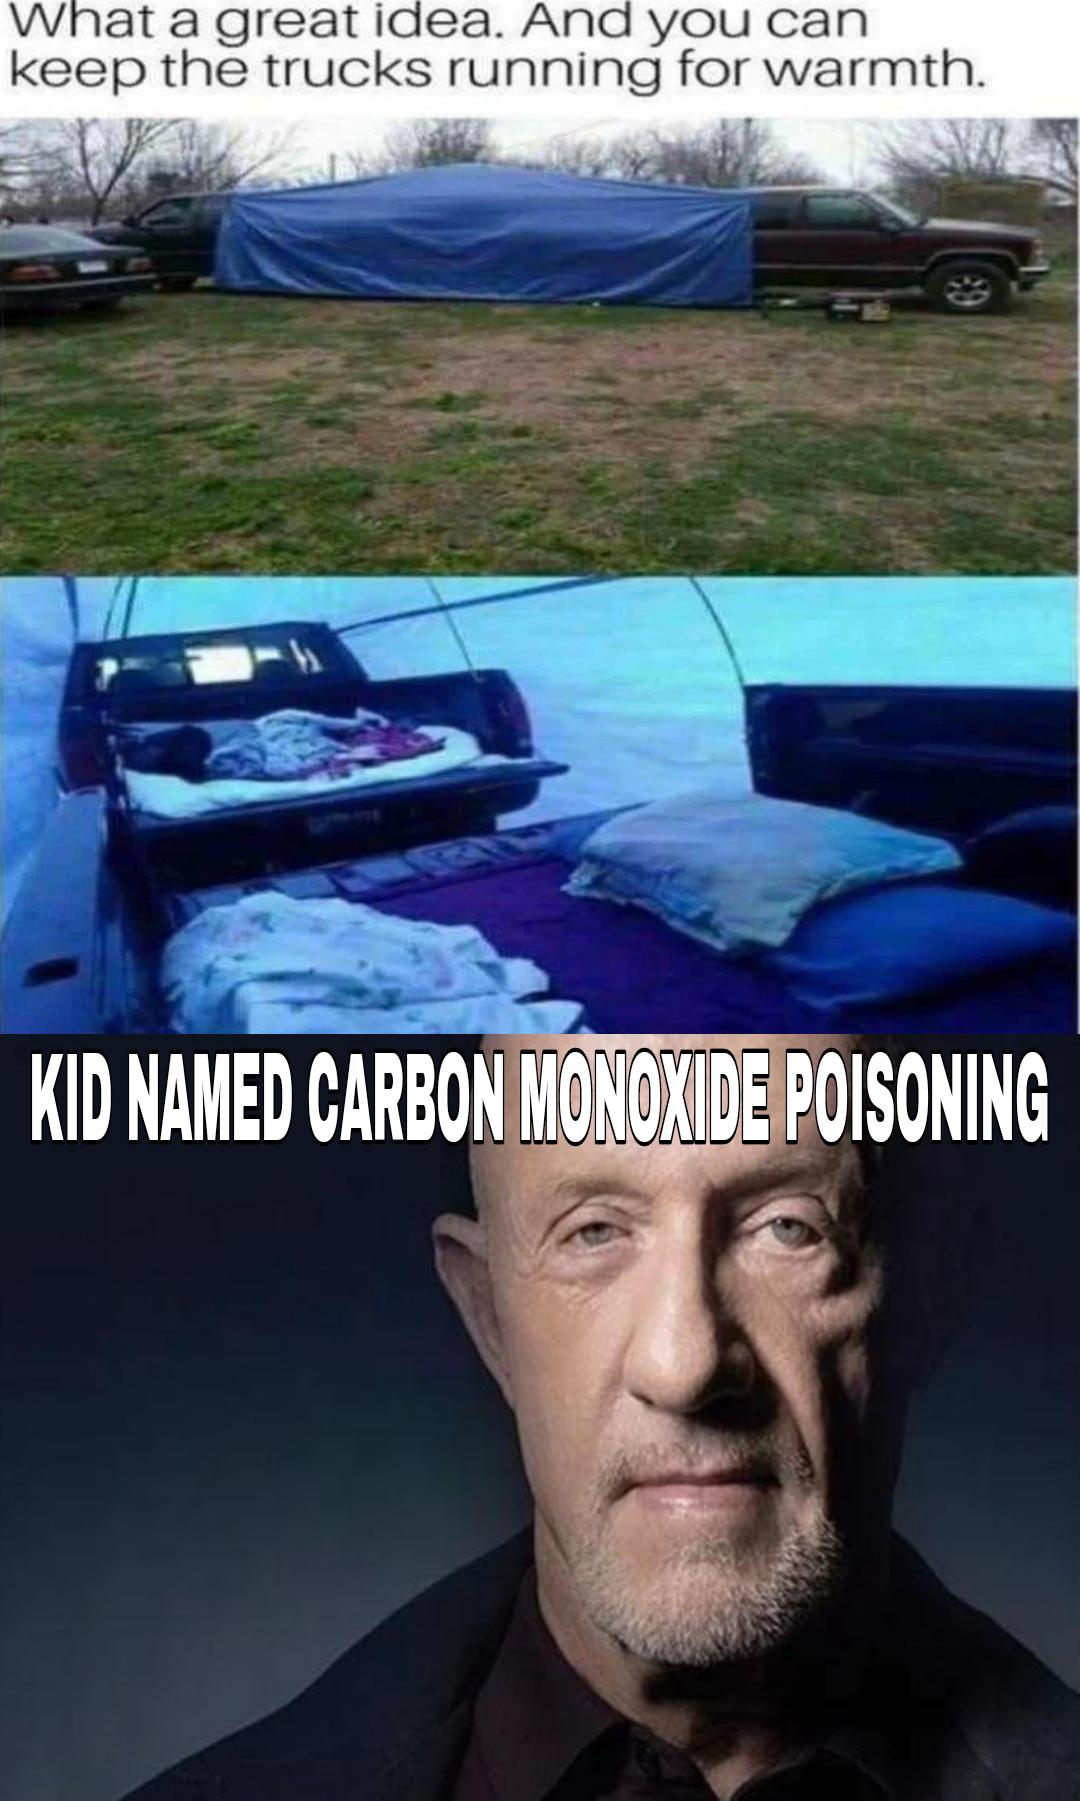 What a great idea. And you can
keep the trucks running for warmth.
KID NAMED CARBON MONOXIDE POISONING